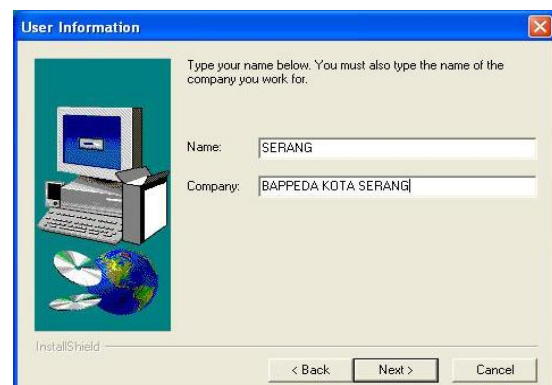 User Information
Type your name below. You must also type the name of the
company you work for.
Name: SERANG
Company: BAPPEDA KOTA SERANG
InstallShield
< Back Next > Cancel